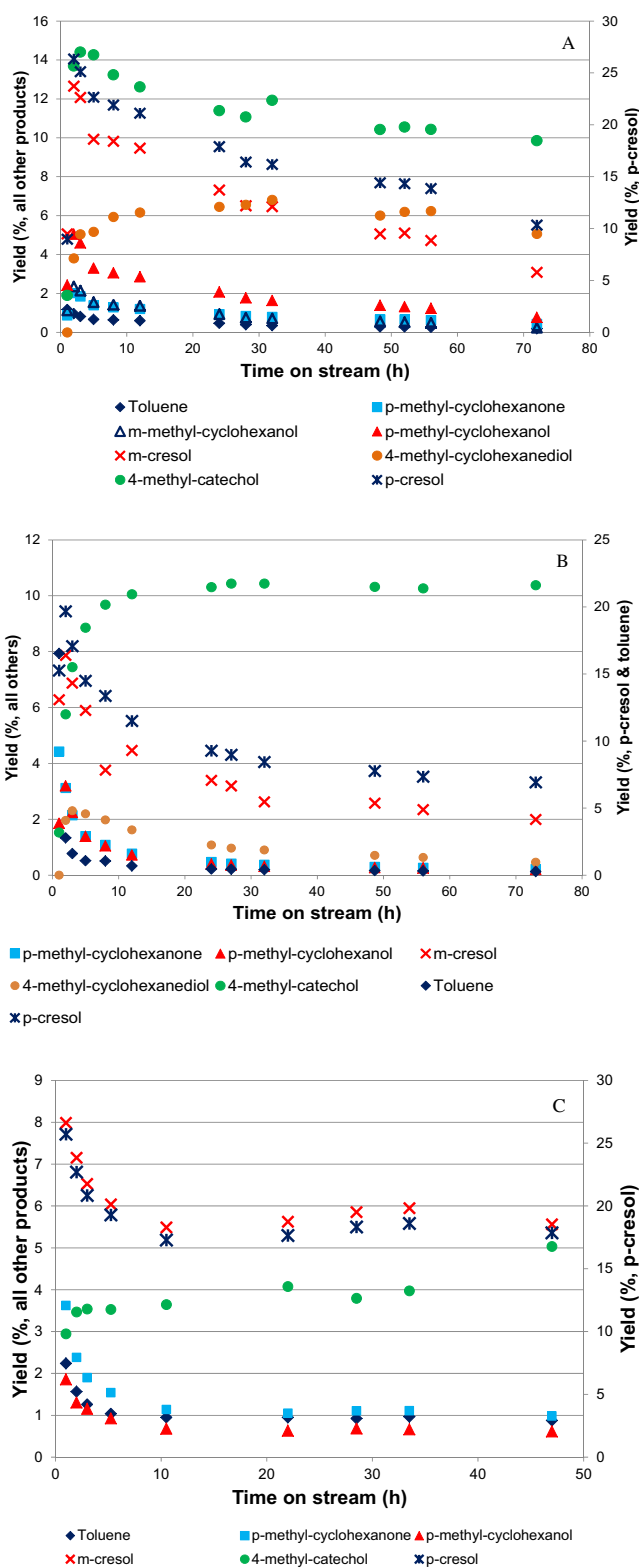 A
Yield (%, all other products)
16
14
12
10
8
6
4
2
0
30
25
20
15
10
5
0
Yield (%, p-cresol)
0 10 20 30 40 50 60 70 80
Time on stream (h)
Toluene p-methyl-cyclohexanone
m-methyl-cyclohexanol p-methyl-cyclohexanol
m-cresol 4-methyl-cyclohexanediol
4-methyl-catechol p-cresol
B
Yield (%, all others)
12
10
8
6
4
2
0
25
20
15
10
5
0
Yield (%, p-cresol & toluene)
0 10 20 30 40 50 60 70 80
Time on stream (h)
p-methyl-cyclohexanone p-methyl-cyclohexanol m-cresol
4-methyl-cyclohexanediol 4-methyl-catechol Toluene
p-cresol
C
Yield (%, all other products)
9
8
7
6
5
4
3
2
1
0
30
25
20
15
10
5
0
Yield (%, p-cresol)
0 10 20 30 40 50
Time on stream (h)
Toluene p-methyl-cyclohexanone p-methyl-cyclohexanol
m-cresol 4-methyl-catechol p-cresol